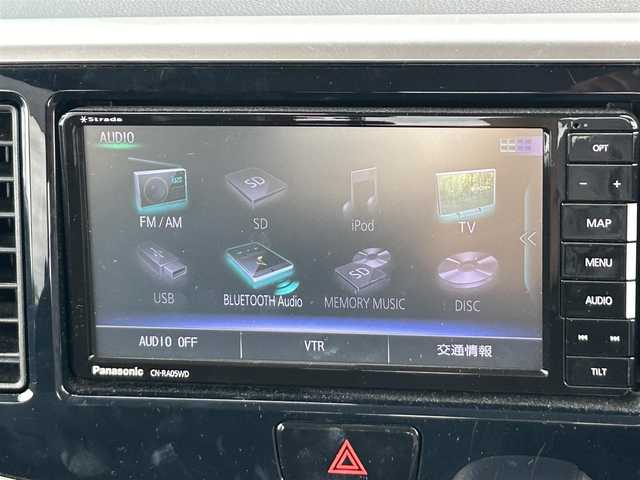 Strada
AUDIO
FM/AM
SD
iPod
TV
USB
BLUETOOTH Audio
MEMORY MUSIC
DISC
AUDIO OFF
VTR
交通情報
Panasonic
CN-RA05WD
OPT
− +
MAP
MENU
AUDIO
TILT